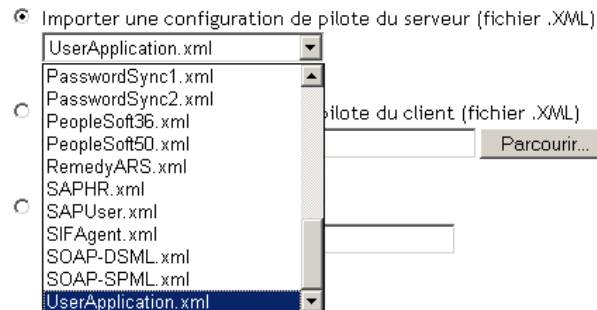 Importer une configuration de pilote du serveur (fichier .XML)
UserApplication.xml
PasswordSync1.xml
PasswordSync2.xml
PeopleSoft36.xml
pilote du client (fichier .XML)
PeopleSoft50.xml
Parcourir...
RemedyARS.xml
SAPHR.xml
SAPUser.xml
SIFAgent.xml
SOAP-DSML.xml
SOAP-SPML.xml
UserApplication.xml